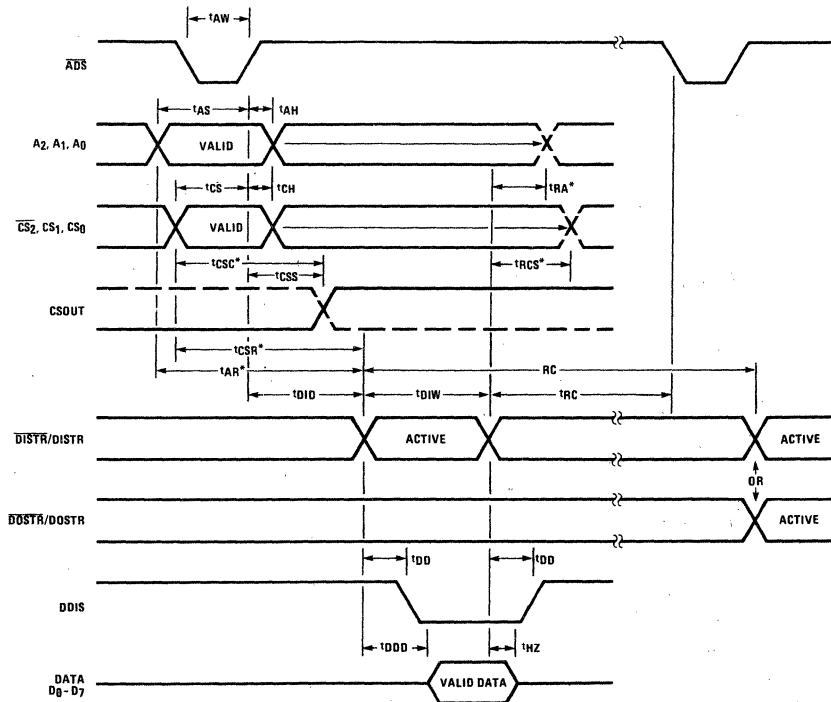 tAW
ADS
tAS
tAH
A2, A1, A0
VALID
tCS
tCH
tRA*
CS2, CS1, CS0
VALID
tCSC*
tRCS*
tCSS
CSOUT
tCSR*
tAR*
RC
tDID
tDIW
tRC
DISTR/DISTR
ACTIVE
ACTIVE
OR
DOSTR/DOSTR
ACTIVE
tDD
tDD
DDIS
tDDD
tHZ
DATA
D0-D7
VALID DATA